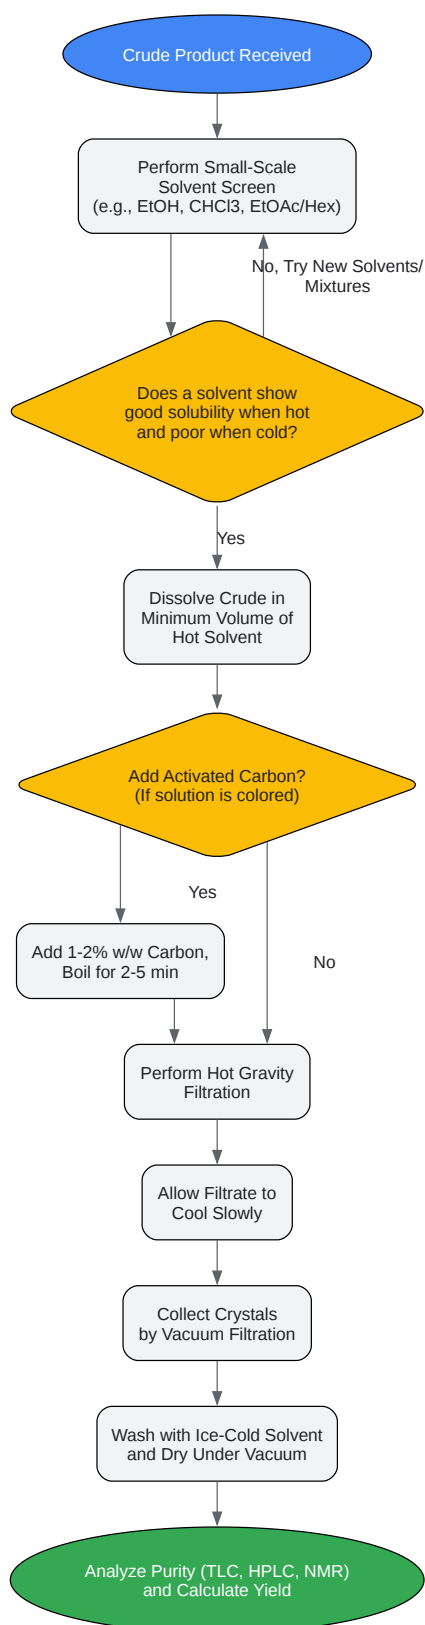 Crude Product Received
Perform Small-Scale
Solvent Screen
(e.g., EtOH, CHCl3, EtOAc/Hex)
No, Try New Solvents/
Mixtures
Does a solvent show
good solubility when hot
and poor when cold?
Yes
Dissolve Crude in
Minimum Volume of
Hot Solvent
Add Activated Carbon?
(If solution is colored)
Yes
Add 1-2% w/w Carbon,
Boil for 2-5 min
No
Perform Hot Gravity
Filtration
Allow Filtrate to
Cool Slowly
Collect Crystals
by Vacuum Filtration
Wash with Ice-Cold Solvent
and Dry Under Vacuum
Analyze Purity (TLC, HPLC, NMR)
and Calculate Yield